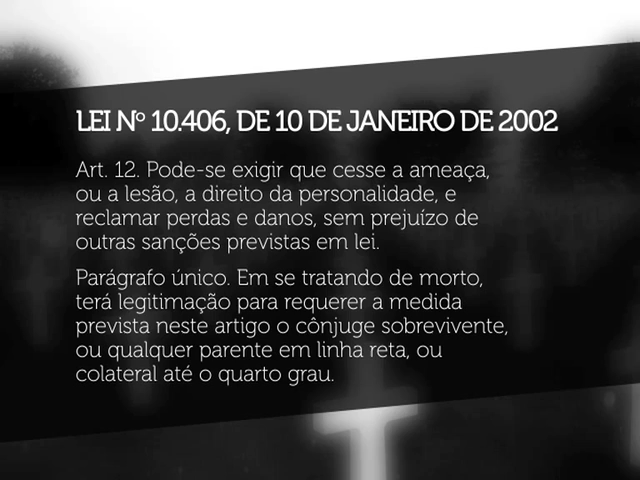 LEI Nº 10.406, DE 10 DE JANEIRO DE 2002
Art. 12. Pode-se exigir que cesse a ameaça,
ou a lesão, a direito da personalidade, e
reclamar perdas e danos, sem prejuízo de
outras sanções previstas em lei.
Parágrafo único. Em se tratando de morto,
terá legitimação para requerer a medida
prevista neste artigo o cônjuge sobrevivente,
ou qualquer parente em linha reta, ou
colateral até o quarto grau.